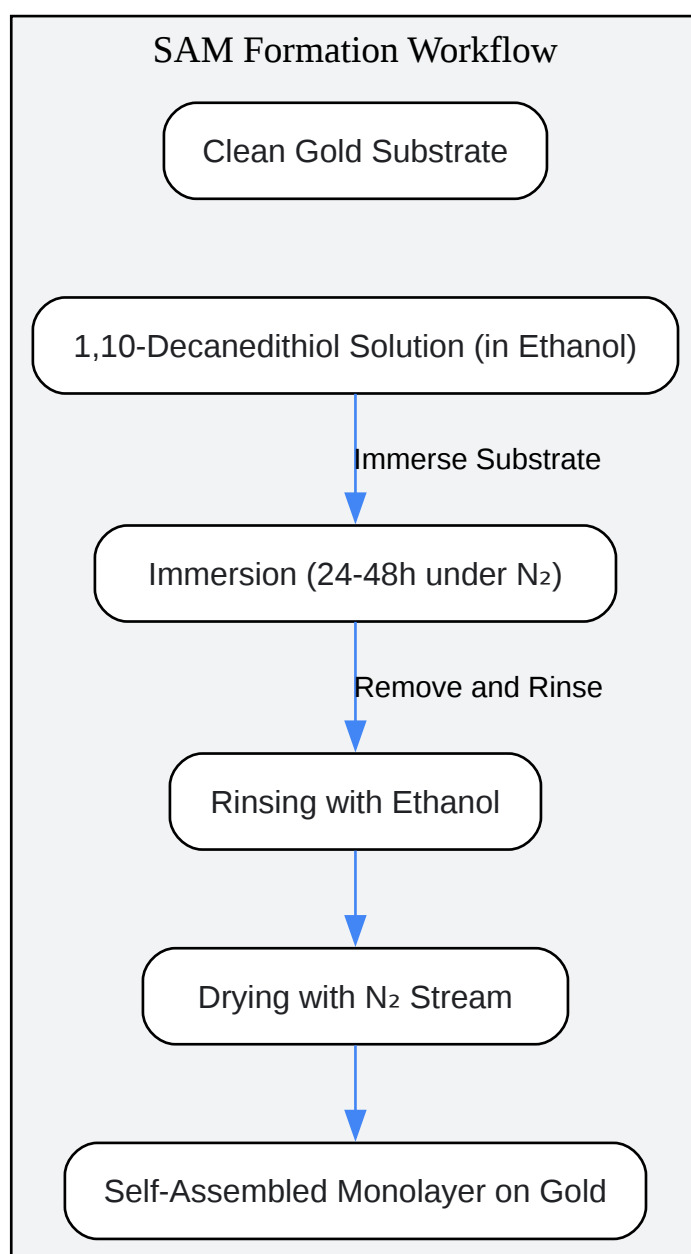 SAM Formation Workflow
Clean Gold Substrate
1,10-Decanedithiol Solution (in Ethanol)
Immerse Substrate
Immersion (24-48h under N₂)
Remove and Rinse
Rinsing with Ethanol
Drying with N₂ Stream
Self-Assembled Monolayer on Gold